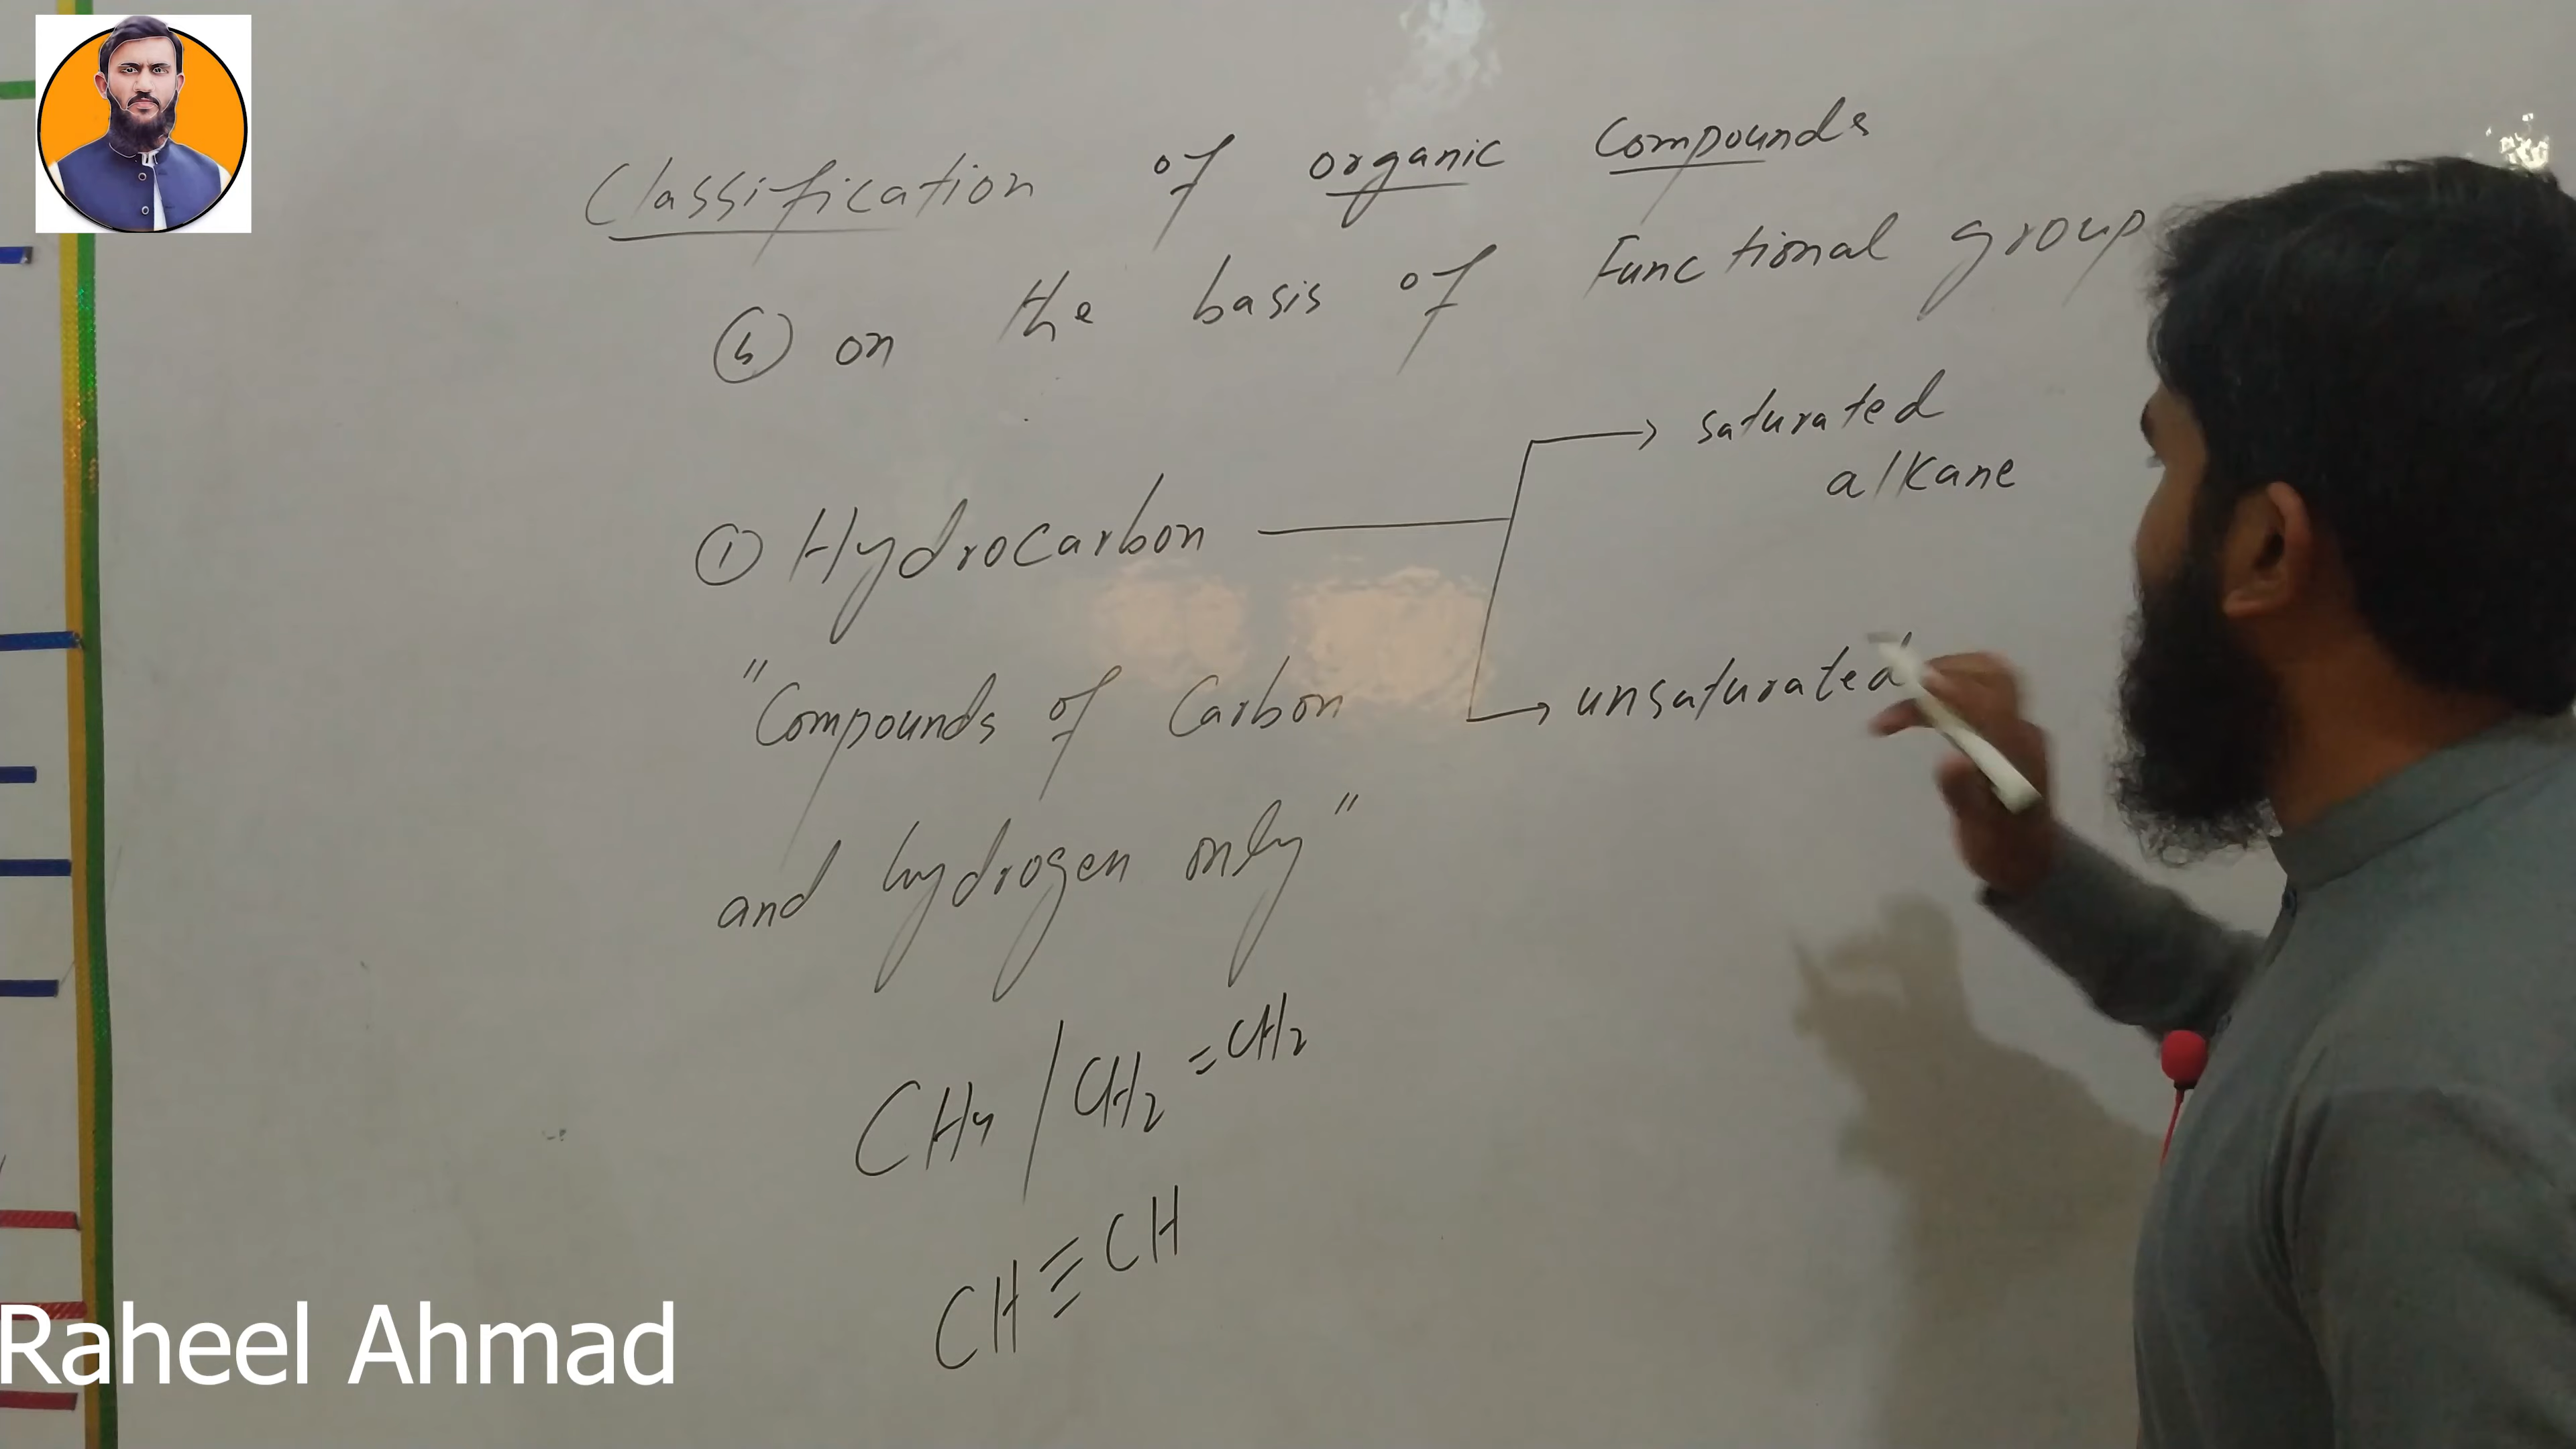 Classification of organic Compounds
(b) on the basis of Functional group
① Hydrocarbon
→ saturated
alkane
→ unsaturated
"Compounds of Carbon
and hydrogen only"
CH4 / CH2 = CH2
CH ≡ CH
Raheel Ahmad